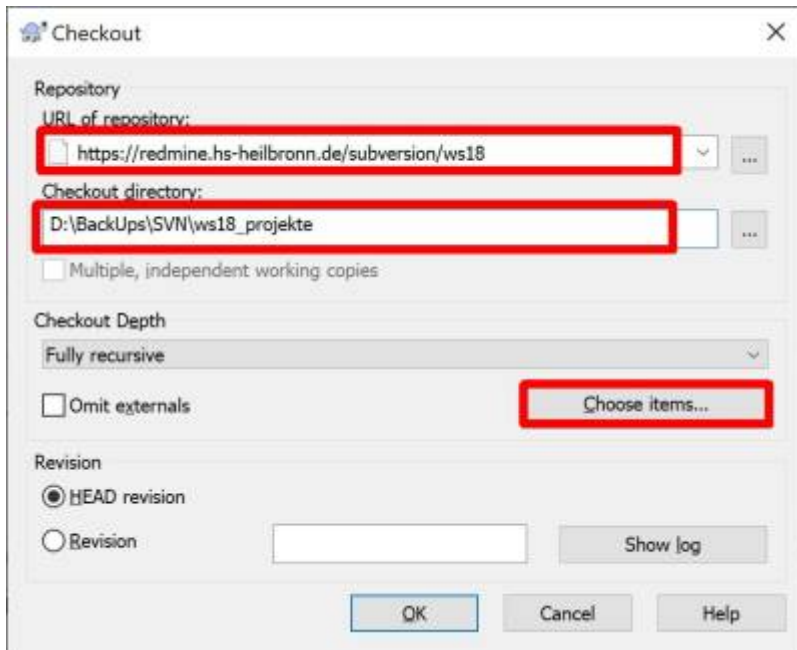 Checkout
Repository
URL of repository:
https://redmine.hs-heilbronn.de/subversion/ws18
...
Checkout directory:
D:\BackUps\SVN\ws18_projekte
...
Multiple, independent working copies
Checkout Depth
Fully recursive
Omit externals
Choose items...
Revision
HEAD revision
Revision
Show log
OK Cancel Help